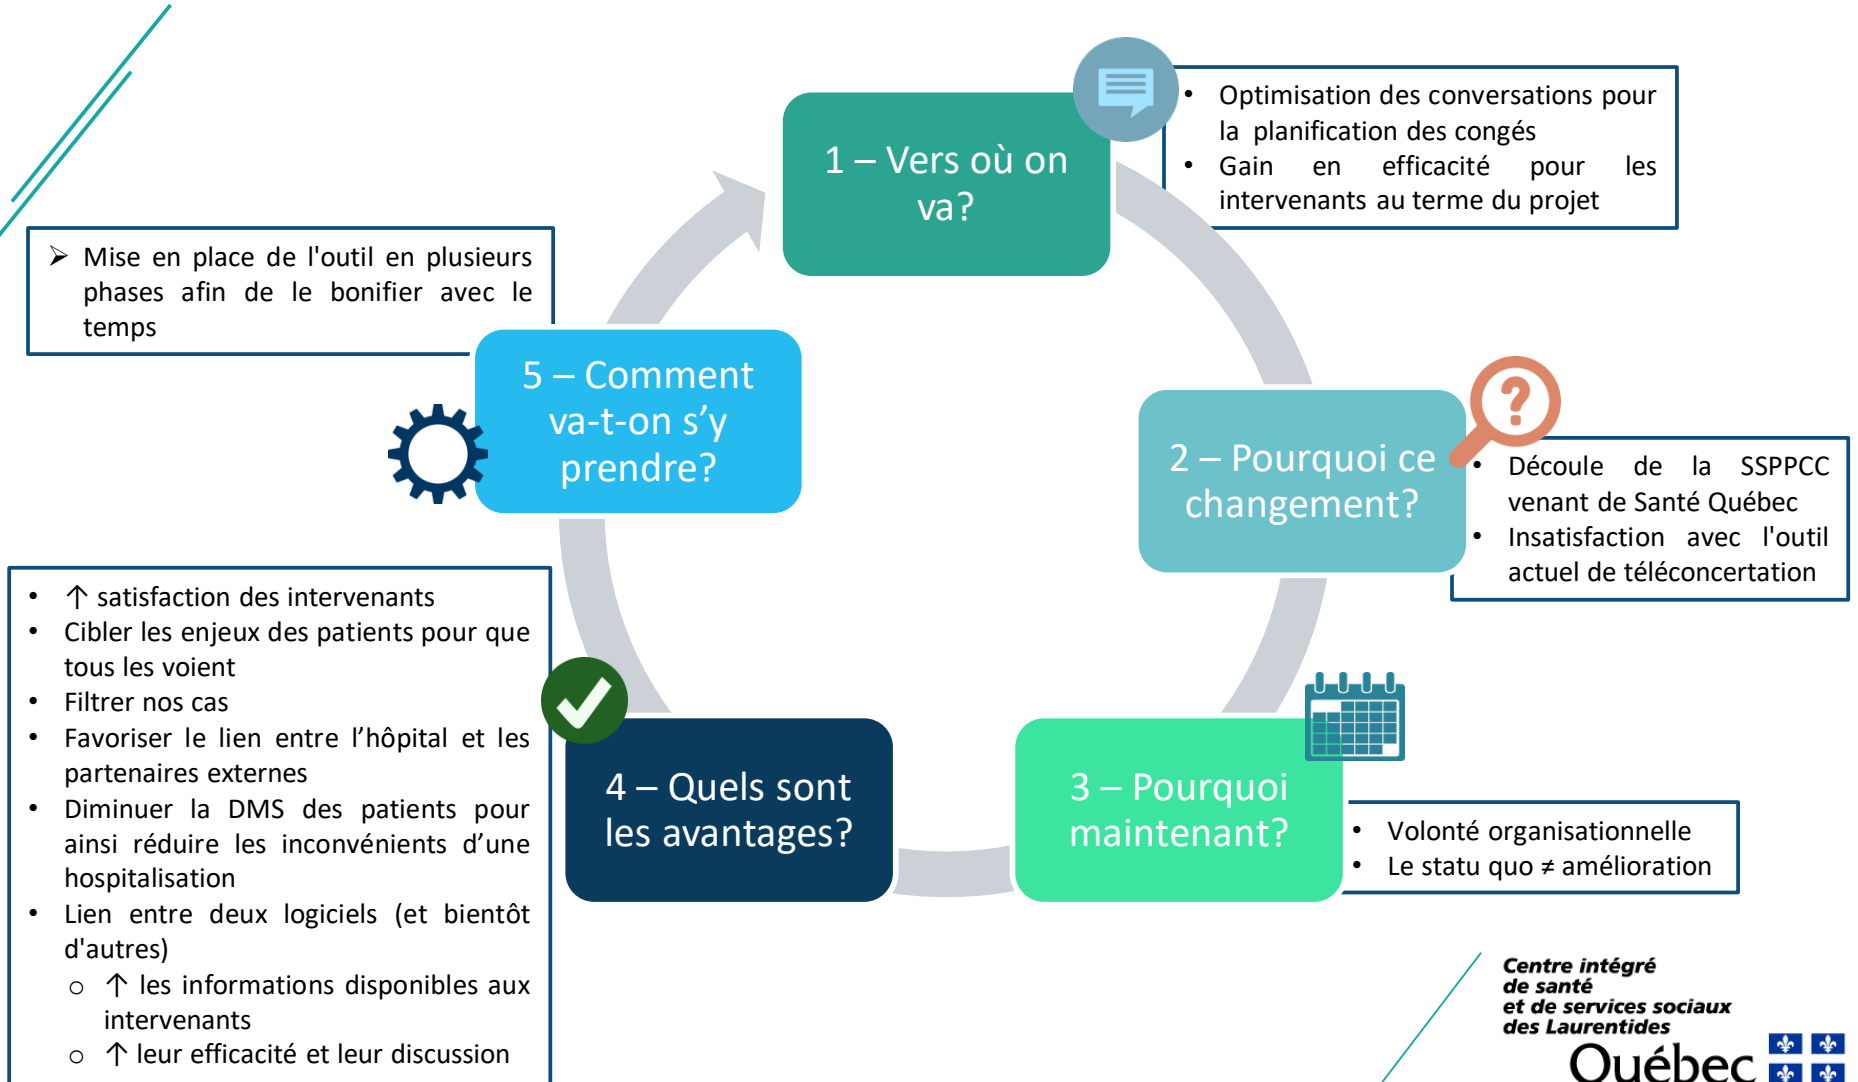 1 – Vers où on
va?
• Optimisation des conversations pour
la planification des congés
• Gain en efficacité pour les
intervenants au terme du projet
2 – Pourquoi ce
changement?
?
• Découle de la SSPPCC
venant de Santé Québec
• Insatisfaction avec l'outil
actuel de téléconcertation
3 – Pourquoi
maintenant?
• Volonté organisationnelle
• Le statu quo ≠ amélioration
4 – Quels sont
les avantages?
• ↑ satisfaction des intervenants
• Cibler les enjeux des patients pour que
tous les voient
• Filtrer nos cas
• Favoriser le lien entre l’hôpital et les
partenaires externes
• Diminuer la DMS des patients pour
ainsi réduire les inconvénients d’une
hospitalisation
• Lien entre deux logiciels (et bientôt
d'autres)
o ↑ les informations disponibles aux
intervenants
o ↑ leur efficacité et leur discussion
5 – Comment
va-t-on s’y
prendre?
➢ Mise en place de l'outil en plusieurs
phases afin de le bonifier avec le
temps
Centre intégré
de santé
et de services sociaux
des Laurentides
Québec